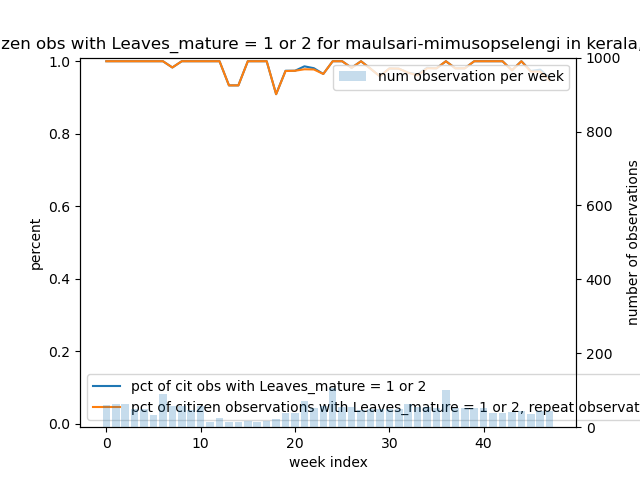 zen obs with Leaves_mature = 1 or 2 for maulsari-mimusopselengi in kerala,
num observation per week
1.0
0.8
0.6
0.4
0.2
0.0
percent
1000
800
600
400
200
0
number of observations
pct of cit obs with Leaves_mature = 1 or 2
pct of citizen observations with Leaves_mature = 1 or 2, repeat observat
0
10
20
30
40
week index